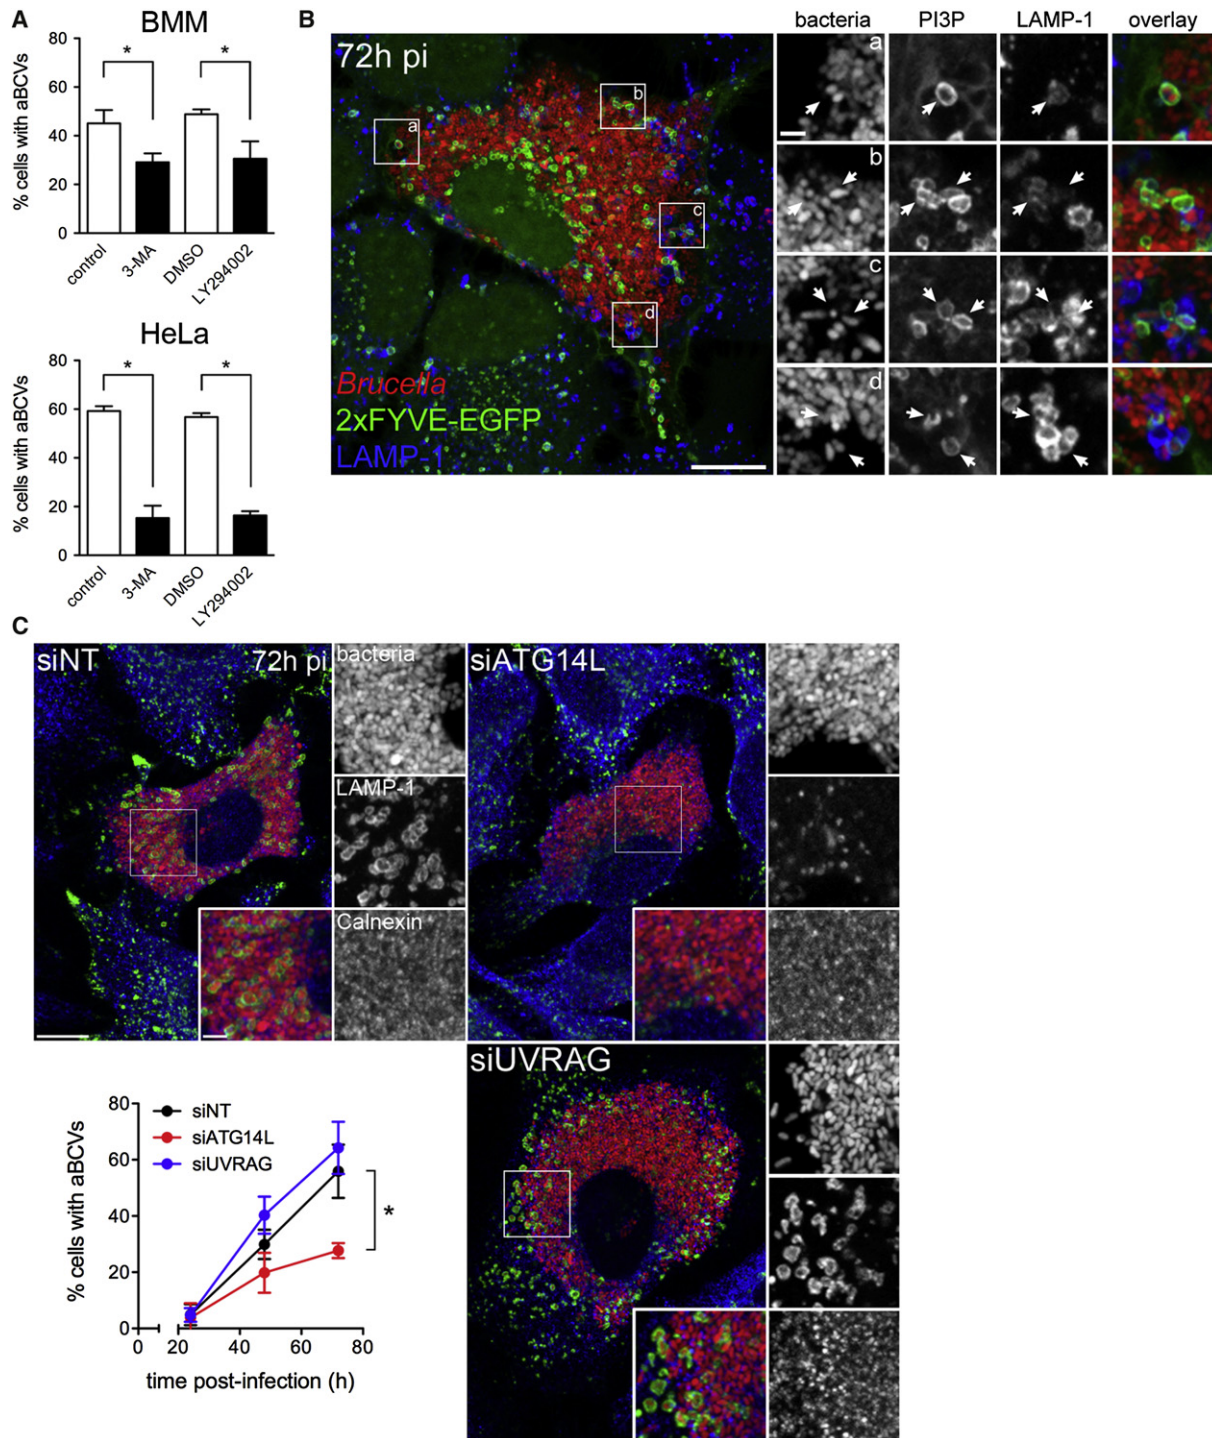 A
BMM
% cells with aBCVs
80
60
40
20
0
*
*
control
3-MA
DMSO
LY294002
HeLa
% cells with aBCVs
80
60
40
20
0
*
*
control
3-MA
DMSO
LY294002
B
72h pi
a
b
c
d
Brucella
2xFYVE-EGFP
LAMP-1
bacteria
PI3P
LAMP-1
overlay
a
b
c
d
C
siNT
72h pi
bacteria
LAMP-1
Calnexin
siATG14L
siUVRAG
% cells with aBCVs
80
60
40
20
0
siNT
siATG14L
siUVRAG
*
0
20
40
60
80
time post-infection (h)